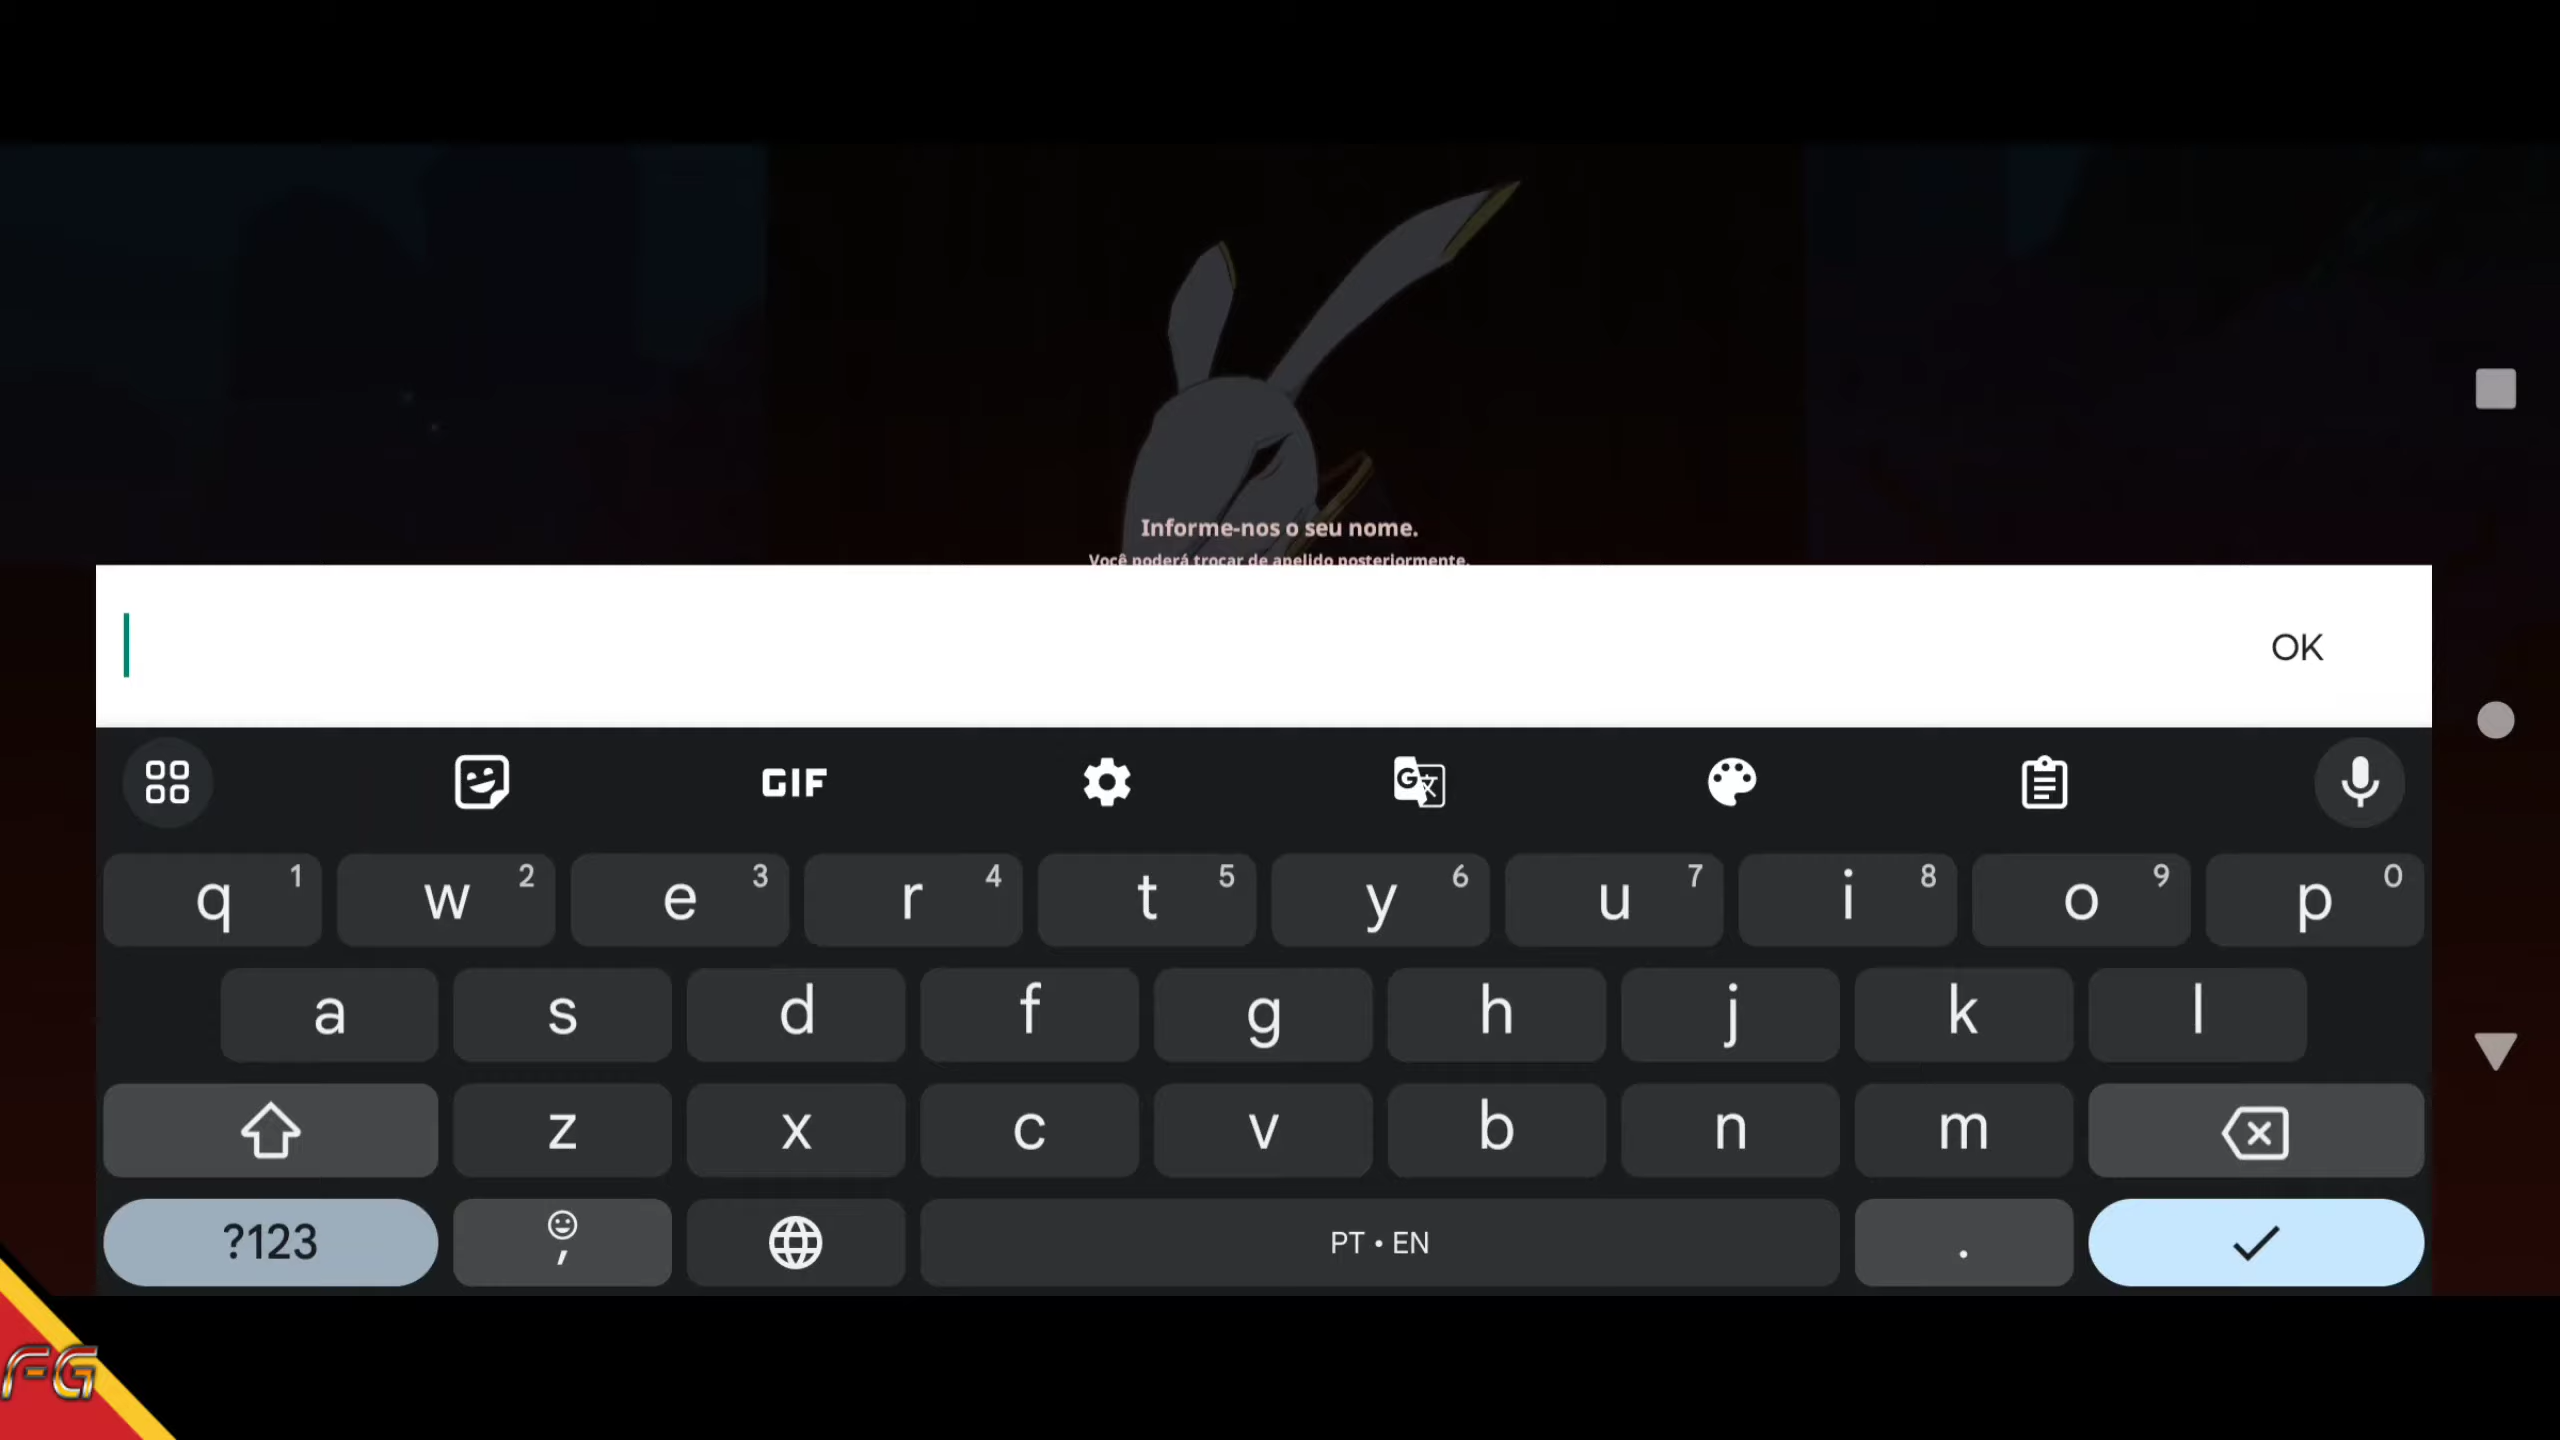 Informe-nos o seu nome.
Você poderá trocar de apelido posteriormente.
OK
GIF
G
q 1 w 2 e 3 r 4 t 5 y 6 u 7 i 8 o 9 p 0
a s d f g h j k l
z x c v b n m
?123 , PT • EN .
FG